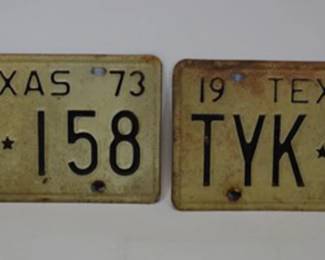 XAS 73
★ 158
19 TEX
TYK ★